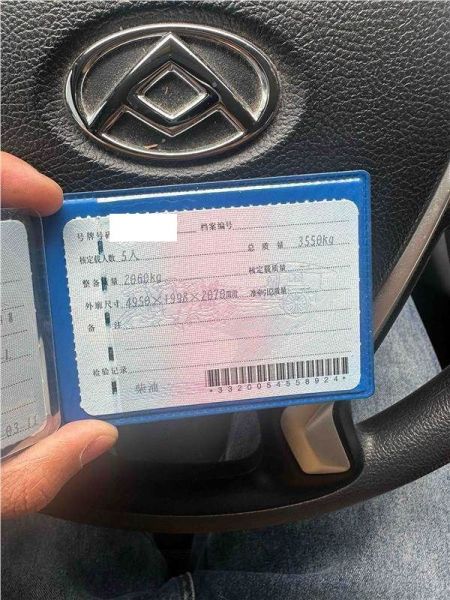 号牌号码 档案编号
核定载人数 5人 总质量 3550kg
整备质量 2060kg 核定载质量
外廓尺寸 4950×1998×2070mm 准牵引总质量
备注
检验记录
柴油
*3320054558924*
03.11